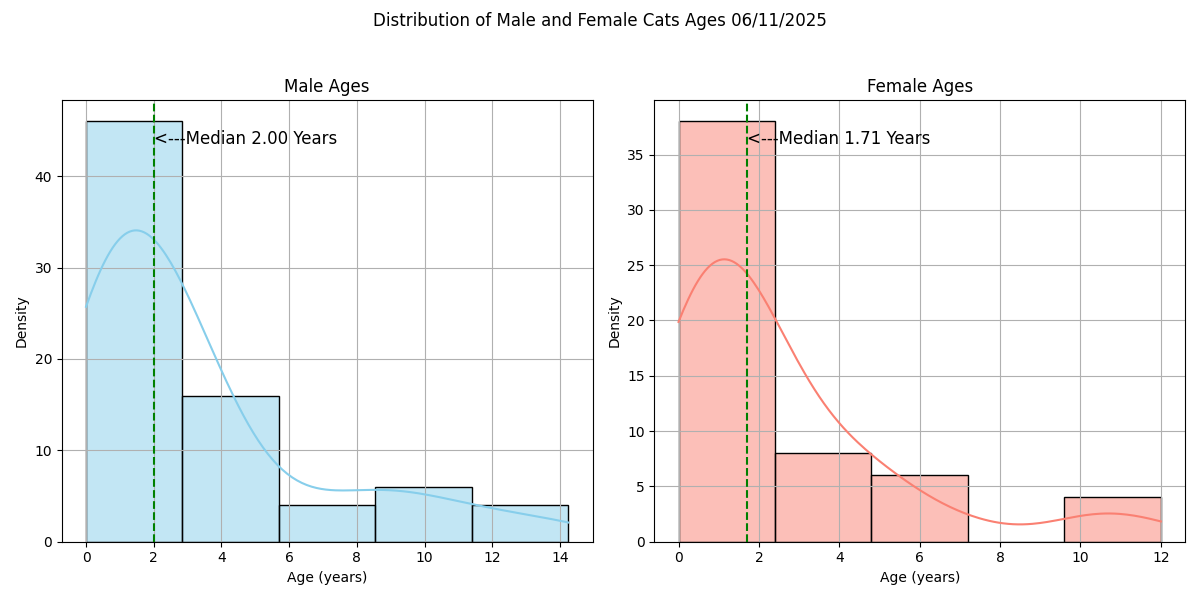 Distribution of Male and Female Cats Ages 06/11/2025
Male Ages
<---Median 2.00 Years
40
30
20
10
0
Density
0 2 4 6 8 10 12 14
Age (years)
Female Ages
<---Median 1.71 Years
35
30
25
20
15
10
5
0
Density
0 2 4 6 8 10 12
Age (years)